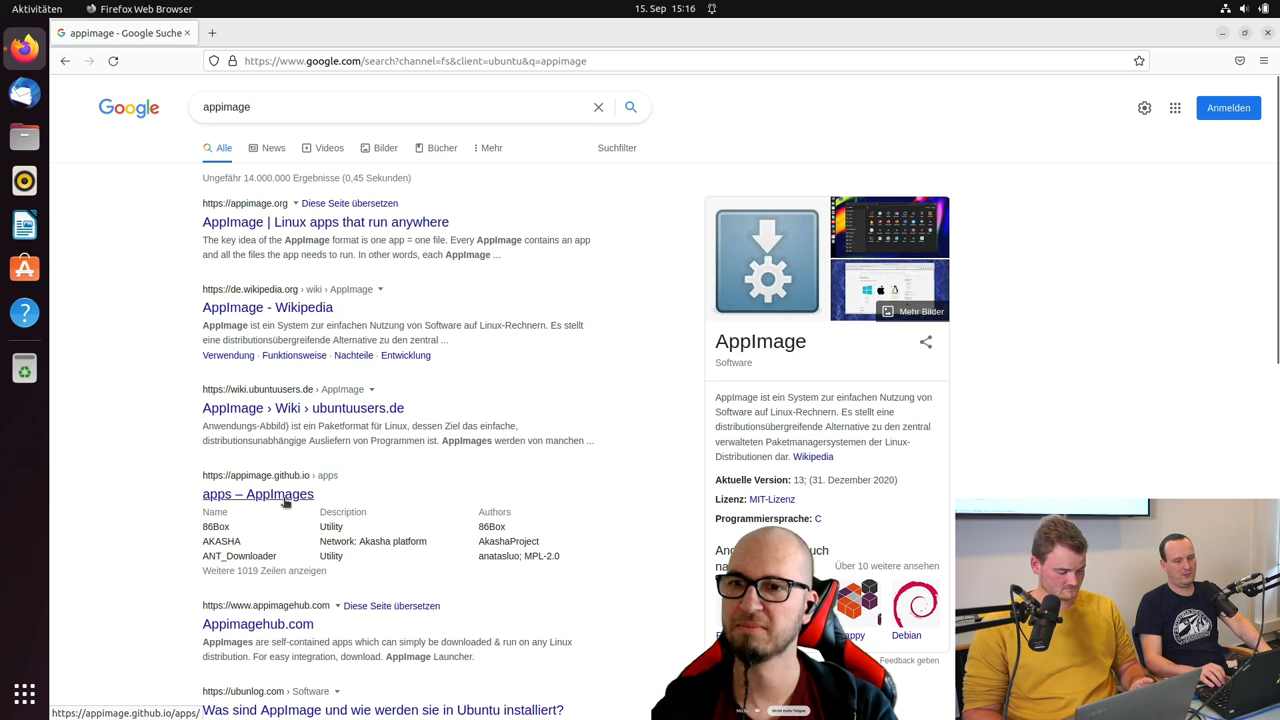 Aktivitäten
Firefox Web Browser
15. Sep 15:16
appimage - Google Suche
https://www.google.com/search?channel=fs&client=ubuntu&q=appimage
Google
appimage
Anmelden
Alle
News
Videos
Bilder
Bücher
Mehr
Suchfilter
Ungefähr 14.000.000 Ergebnisse (0,45 Sekunden)
https://appimage.org
Diese Seite übersetzen
AppImage | Linux apps that run anywhere
The key idea of the AppImage format is one app = one file. Every AppImage contains an app
and all the files the app needs to run. In other words, each AppImage ...
https://de.wikipedia.org › wiki › AppImage
AppImage - Wikipedia
AppImage ist ein System zur einfachen Nutzung von Software auf Linux-Rechnern. Es stellt
eine distributionsübergreifende Alternative zu den zentral ...
Verwendung · Funktionsweise · Nachteile · Entwicklung
https://wiki.ubuntuusers.de › AppImage
AppImage › Wiki › ubuntuusers.de
Anwendungs-Abbild) ist ein Paketformat für Linux, dessen Ziel das einfache,
distributionsunabhängige Ausliefern von Programmen ist. AppImages werden von manchen ...
https://appimage.github.io › apps
apps – AppImages
Name Description Authors
86Box Utility 86Box
AKASHA Network: Akasha platform AkashaProject
ANT_Downloader Utility anatasluo; MPL-2.0
Weitere 1019 Zeilen anzeigen
https://www.appimagehub.com
Diese Seite übersetzen
Appimagehub.com
AppImages are self-contained apps which can simply be downloaded & run on any Linux
distribution. For easy integration, download. AppImage Launcher.
https://ubunlog.com › Software
Was sind AppImage und wie werden sie in Ubuntu installiert?
https://appimage.github.io/apps/
Mehr Bilder
AppImage
Software
AppImage ist ein System zur einfachen Nutzung von
Software auf Linux-Rechnern. Es stellt eine
distributionsübergreifende Alternative zu den zentral
verwalteten Paketmanagersystemen der Linux-
Distributionen dar. Wikipedia
Aktuelle Version: 13; (31. Dezember 2020)
Lizenz: MIT-Lizenz
Programmiersprache: C
Über 10 weitere ansehen
Debian
Feedback geben